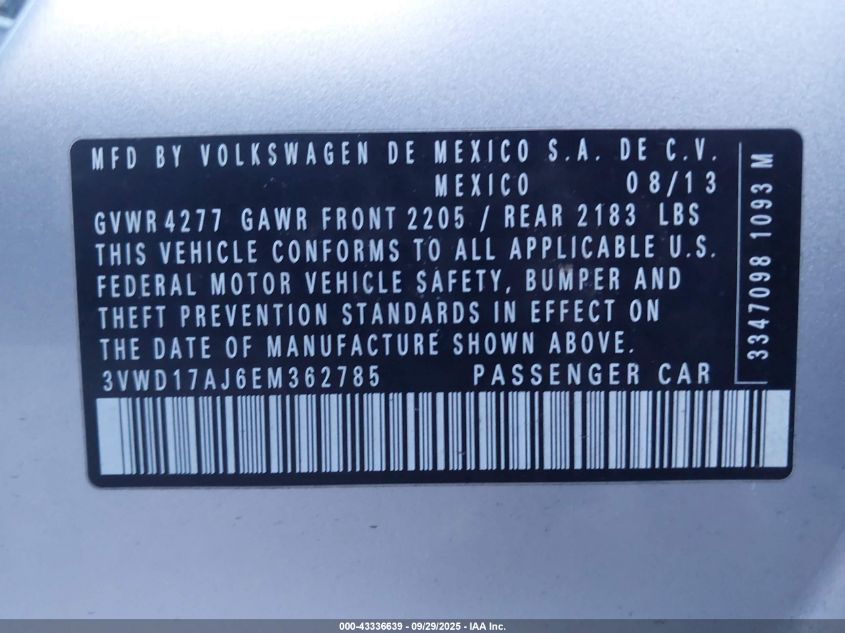 MFD BY VOLKSWAGEN DE MEXICO S.A. DE C.V.
MEXICO 08/13
GVWR 4277 GAWR FRONT 2205 / REAR 2183 LBS
THIS VEHICLE CONFORMS TO ALL APPLICABLE U.S.
FEDERAL MOTOR VEHICLE SAFETY, BUMPER AND
THEFT PREVENTION STANDARDS IN EFFECT ON
THE DATE OF MANUFACTURE SHOWN ABOVE.
3VWD17AJ6EM362785 PASSENGER CAR
3347098 1093 M
000-43336639 - 09/29/2025 - IAA Inc.